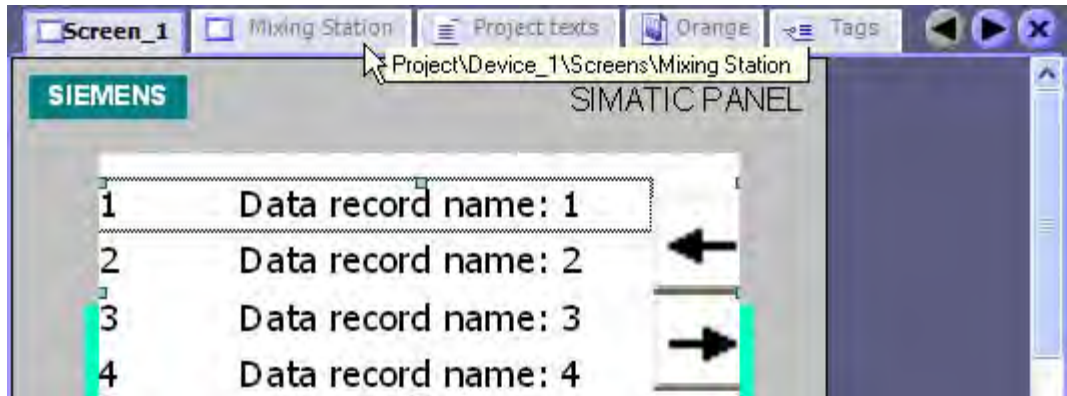 Screen_1 Mixing Station Project texts Orange Tags
Project\Device_1\Screens\Mixing Station
SIEMENS SIMATIC PANEL
1 Data record name: 1
2 Data record name: 2
3 Data record name: 3
4 Data record name: 4